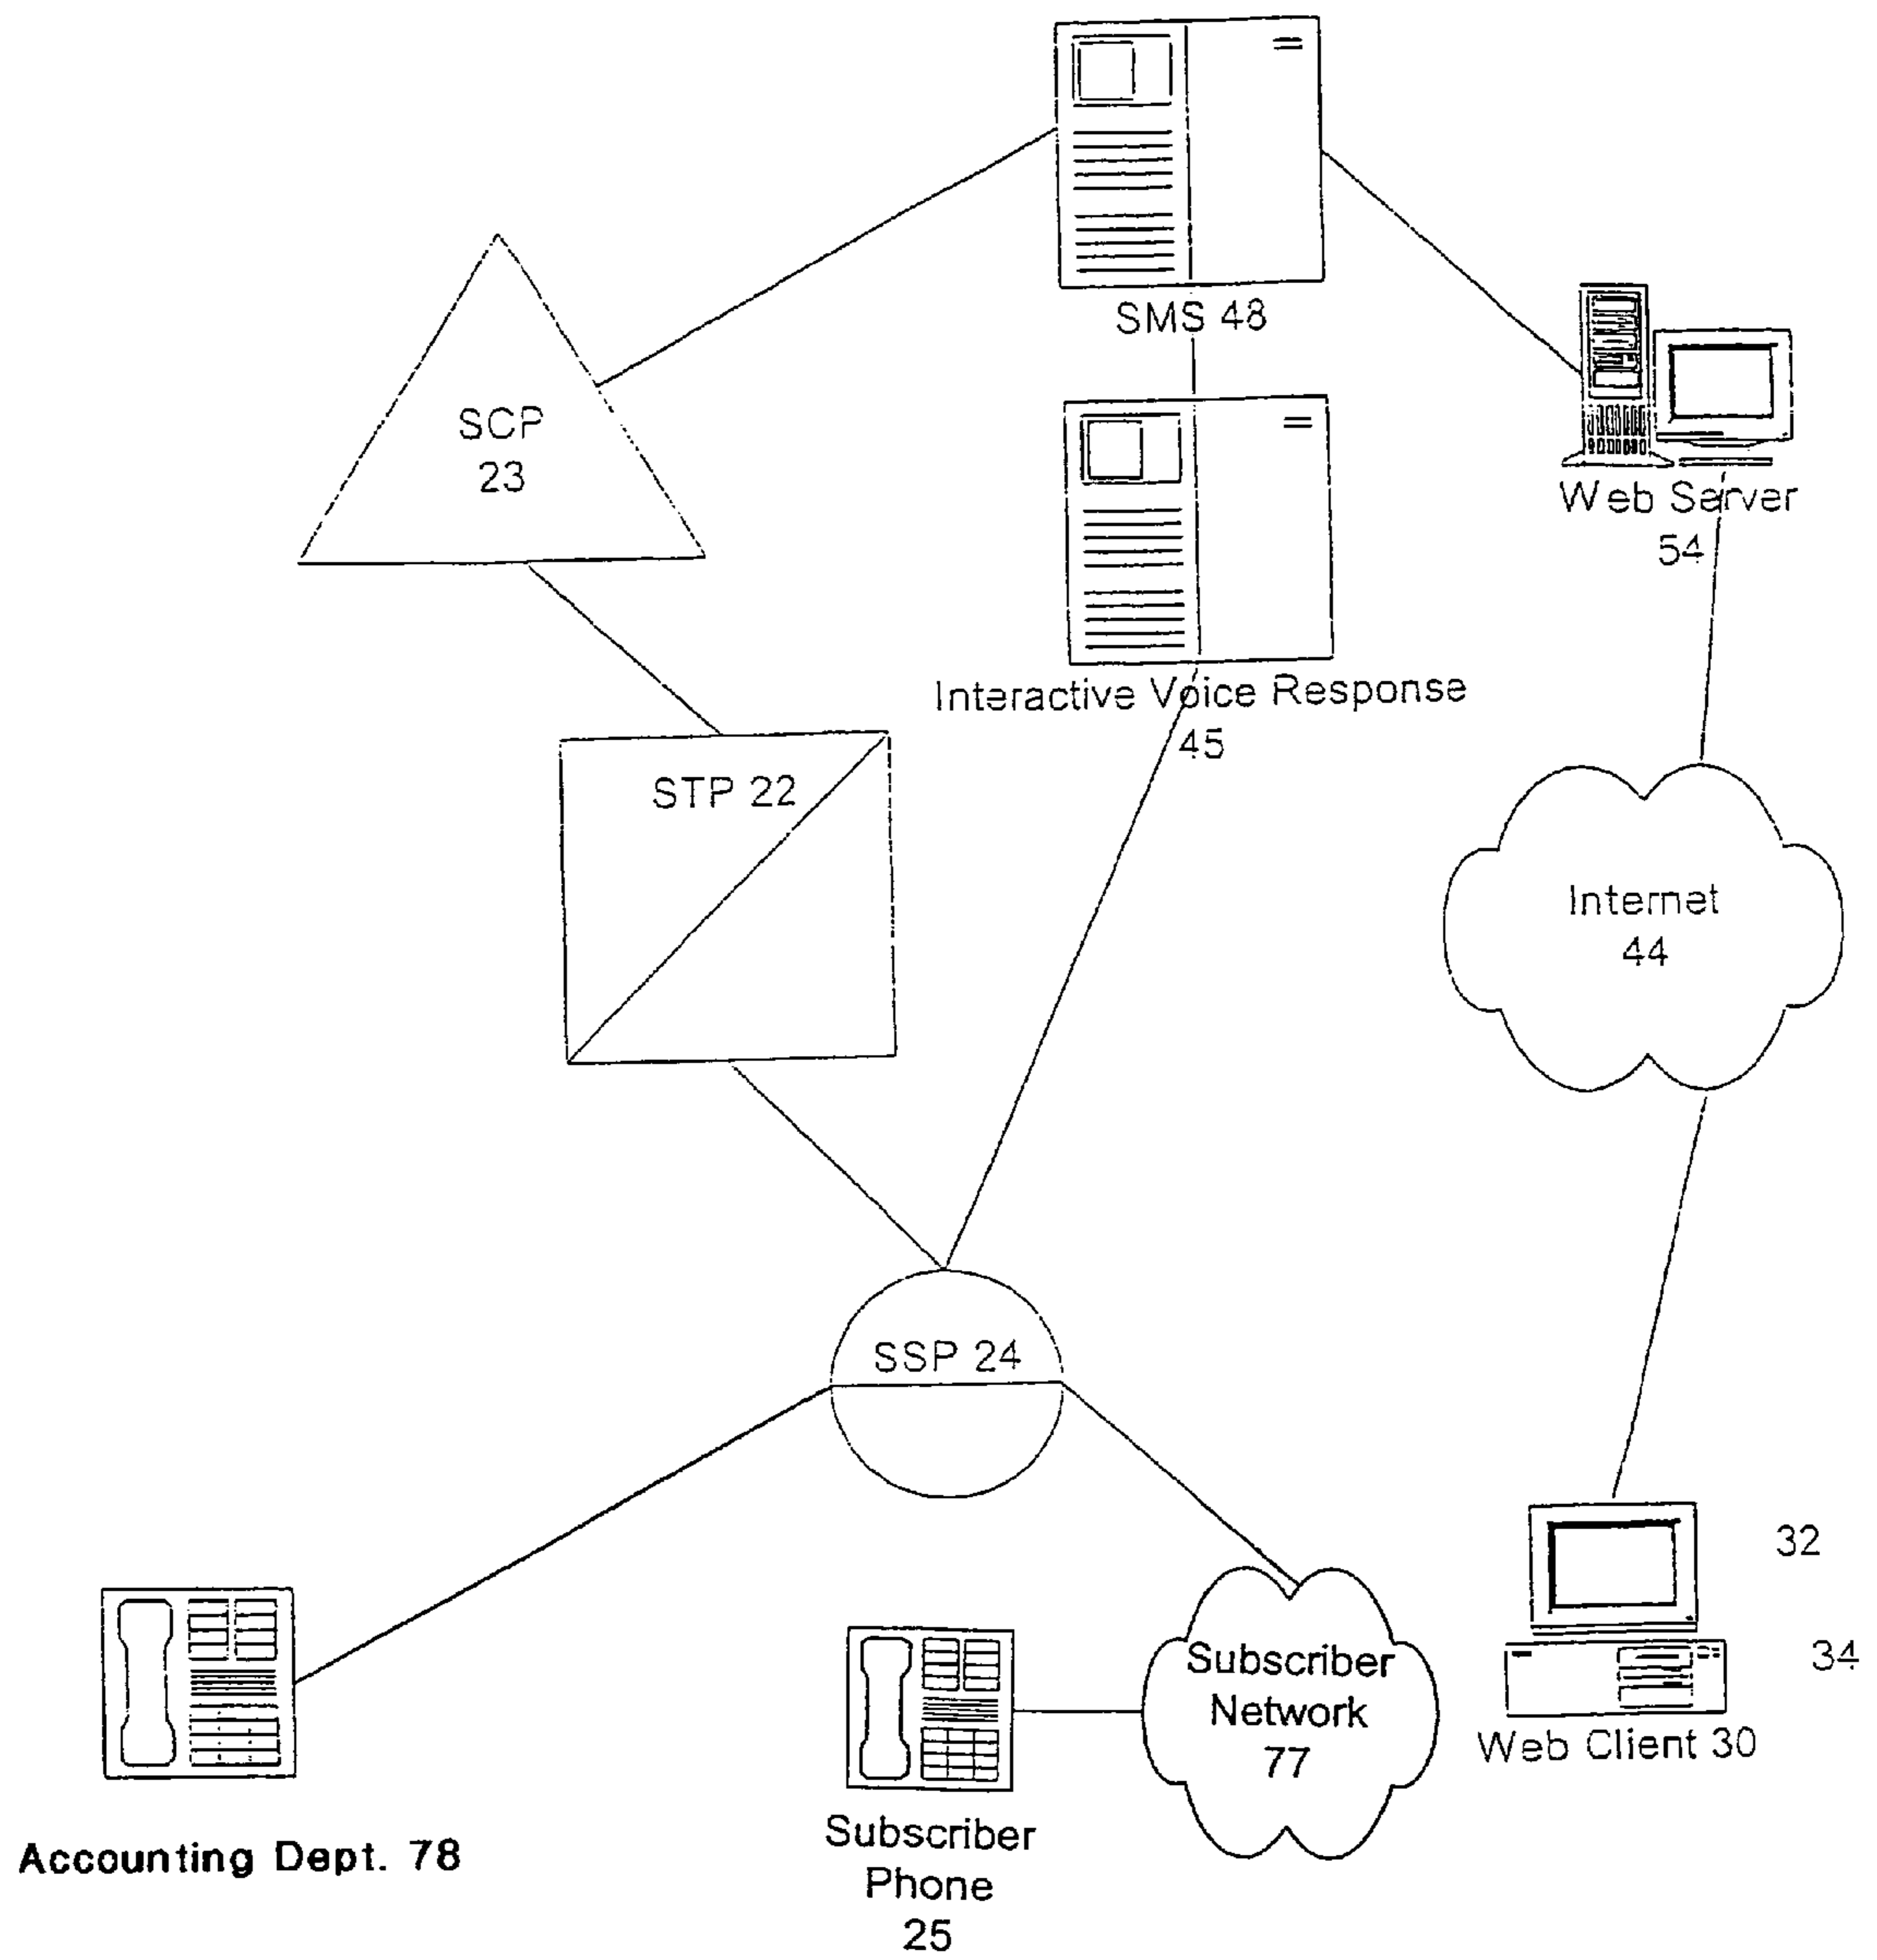 SMS 48
SCP
23
Web Server
54
Interactive Voice Response
45
STP 22
Internet
44
SSP 24
32
34
Subscriber
Network
77
Web Client 30
Accounting Dept. 78
Subscriber
Phone
25